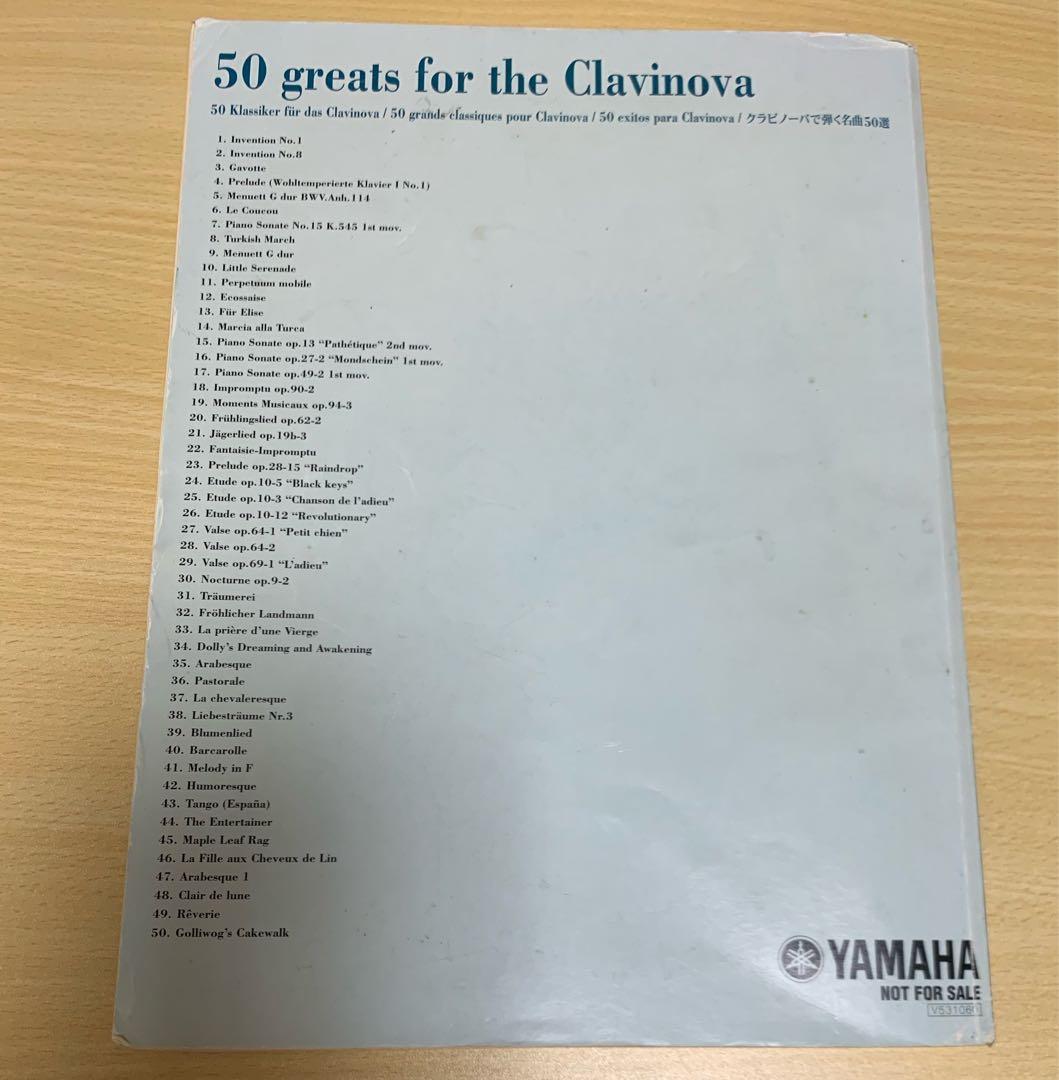 50 greats for the Clavinova
50 Klassiker für das Clavinova / 50 grands classiques pour Clavinova / 50 exitos para Clavinova / クラビノーバで弾く名曲50選
1. Invention No.1
2. Invention No.8
3. Gavotte
4. Prelude (Wohltemperierte Klavier I No.1)
5. Menuett G dur BWV.Anh.114
6. Le Coucou
7. Piano Sonate No.15 K.545 1st mov.
8. Turkish March
9. Menuett G dur
10. Little Serenade
11. Perpetuum mobile
12. Ecossaise
13. Für Elise
14. Marcia alla Turca
15. Piano Sonate op.13 “Pathétique” 2nd mov.
16. Piano Sonate op.27-2 “Mondschein” 1st mov.
17. Piano Sonate op.49-2 1st mov.
18. Impromptu op.90-2
19. Moments Musicaux op.94-3
20. Frühlingslied op.62-2
21. Jägerlied op.19b-3
22. Fantaisie-Impromptu
23. Prelude op.28-15 “Raindrop”
24. Etude op.10-5 “Black keys”
25. Etude op.10-3 “Chanson de l'adieu”
26. Etude op.10-12 “Revolutionary”
27. Valse op.64-1 “Petit chien”
28. Valse op.64-2
29. Valse op.69-1 “L'adieu”
30. Nocturne op.9-2
31. Träumerei
32. Fröhlicher Landmann
33. La prière d'une Vierge
34. Dolly's Dreaming and Awakening
35. Arabesque
36. Pastorale
37. La chevaleresque
38. Liebesträume Nr.3
39. Blumenlied
40. Barcarolle
41. Melody in F
42. Humoresque
43. Tango (España)
44. The Entertainer
45. Maple Leaf Rag
46. La Fille aux Cheveux de Lin
47. Arabesque 1
48. Clair de lune
49. Rêverie
50. Golliwog's Cakewalk
YAMAHA
NOT FOR SALE
V531060